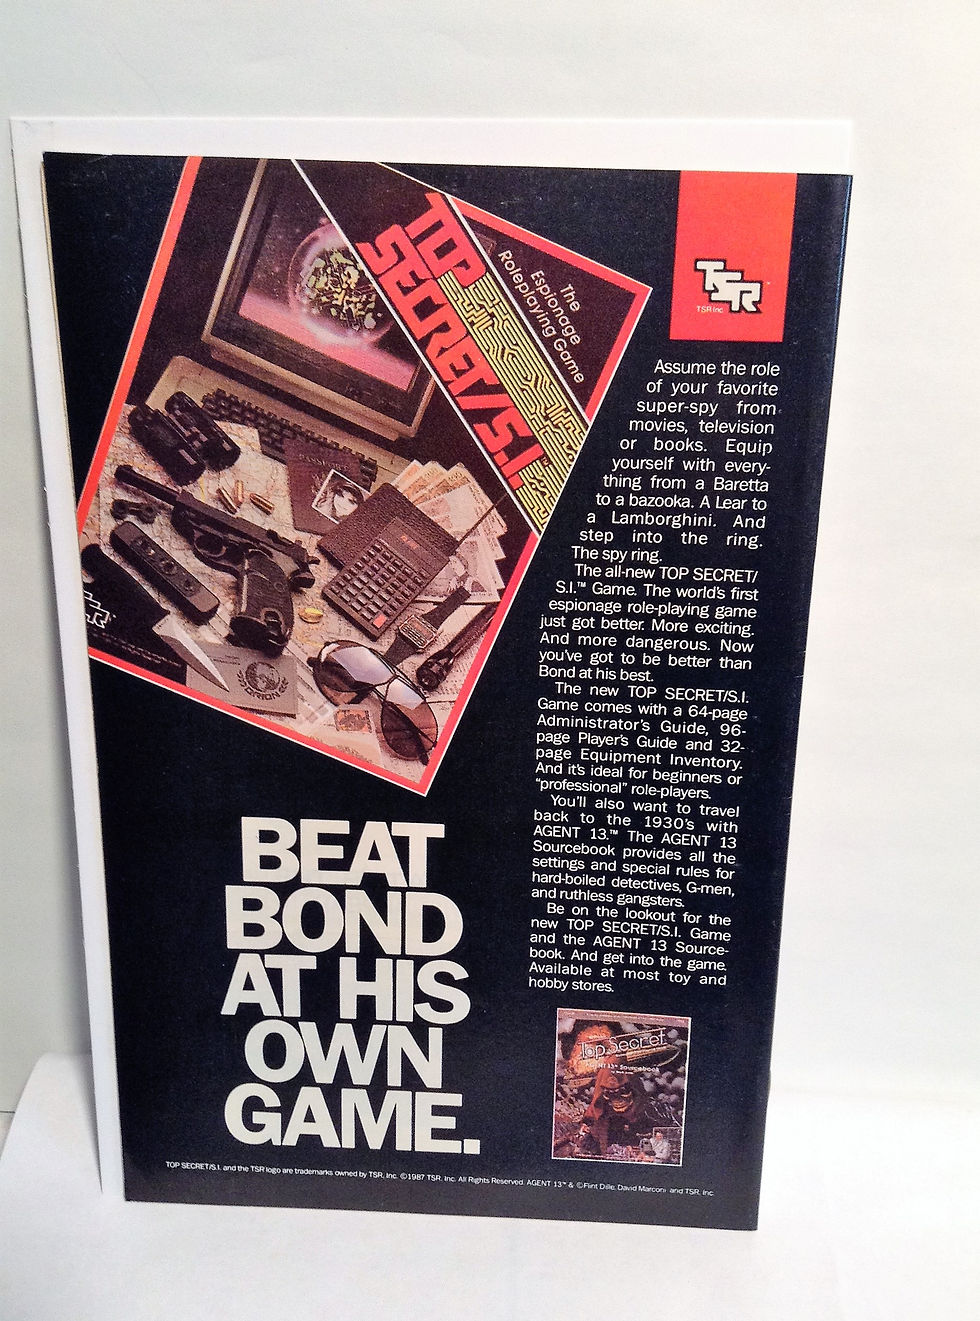 TOP
SECRET/S.I.™
The
Espionage
Roleplaying Game
PASSPORT
ORION
TSR
TSR Inc.
Assume the role
of your favorite
super-spy from
movies, television
or books. Equip
yourself with every-
thing from a Baretta
to a bazooka. A Lear to
a Lamborghini. And
step into the ring.
The spy ring.
The all-new TOP SECRET/
S.I.™ Game. The world's first
espionage role-playing game
just got better. More exciting.
And more dangerous. Now
you've got to be better than
Bond at his best.
The new TOP SECRET/S.I.
Game comes with a 64-page
Administrator's Guide, 96-
page Player's Guide and 32-
page Equipment Inventory.
And it's ideal for beginners or
"professional" role-players.
You'll also want to travel
back to the 1930's with
AGENT 13.™ The AGENT 13
Sourcebook provides all the
settings and special rules for
hard-boiled detectives, G-men,
and ruthless gangsters.
Be on the lookout for the
new TOP SECRET/S.I. Game
and the AGENT 13 Source-
book. And get into the game.
Available at most toy and
hobby stores.
BEAT
BOND
AT HIS
OWN
GAME.
Top Secret
AGENT 13™ Sourcebook
TOP SECRET/S.I. and the TSR logo are trademarks owned by TSR, Inc. ©1987 TSR, Inc. All Rights Reserved. AGENT 13™ & ©Flint Dille, David Marconi and TSR, Inc.